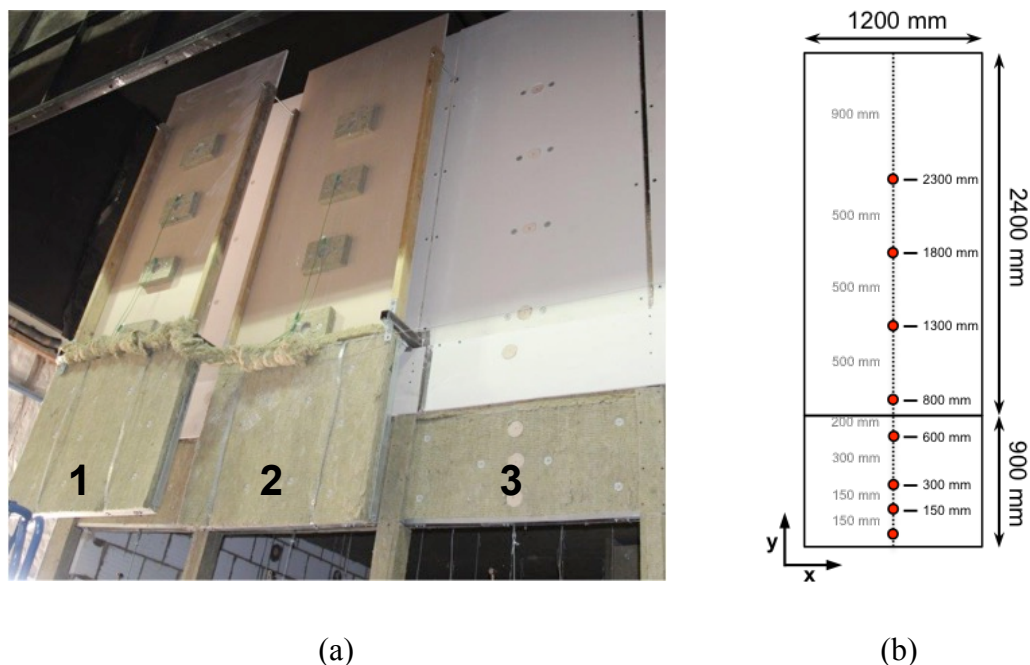 1
2
3
1200 mm
900 mm
2300 mm
500 mm
1800 mm
500 mm
1300 mm
500 mm
800 mm
200 mm
600 mm
300 mm
300 mm
150 mm
150 mm
150 mm
2400 mm
900 mm
y
x
(a)
(b)